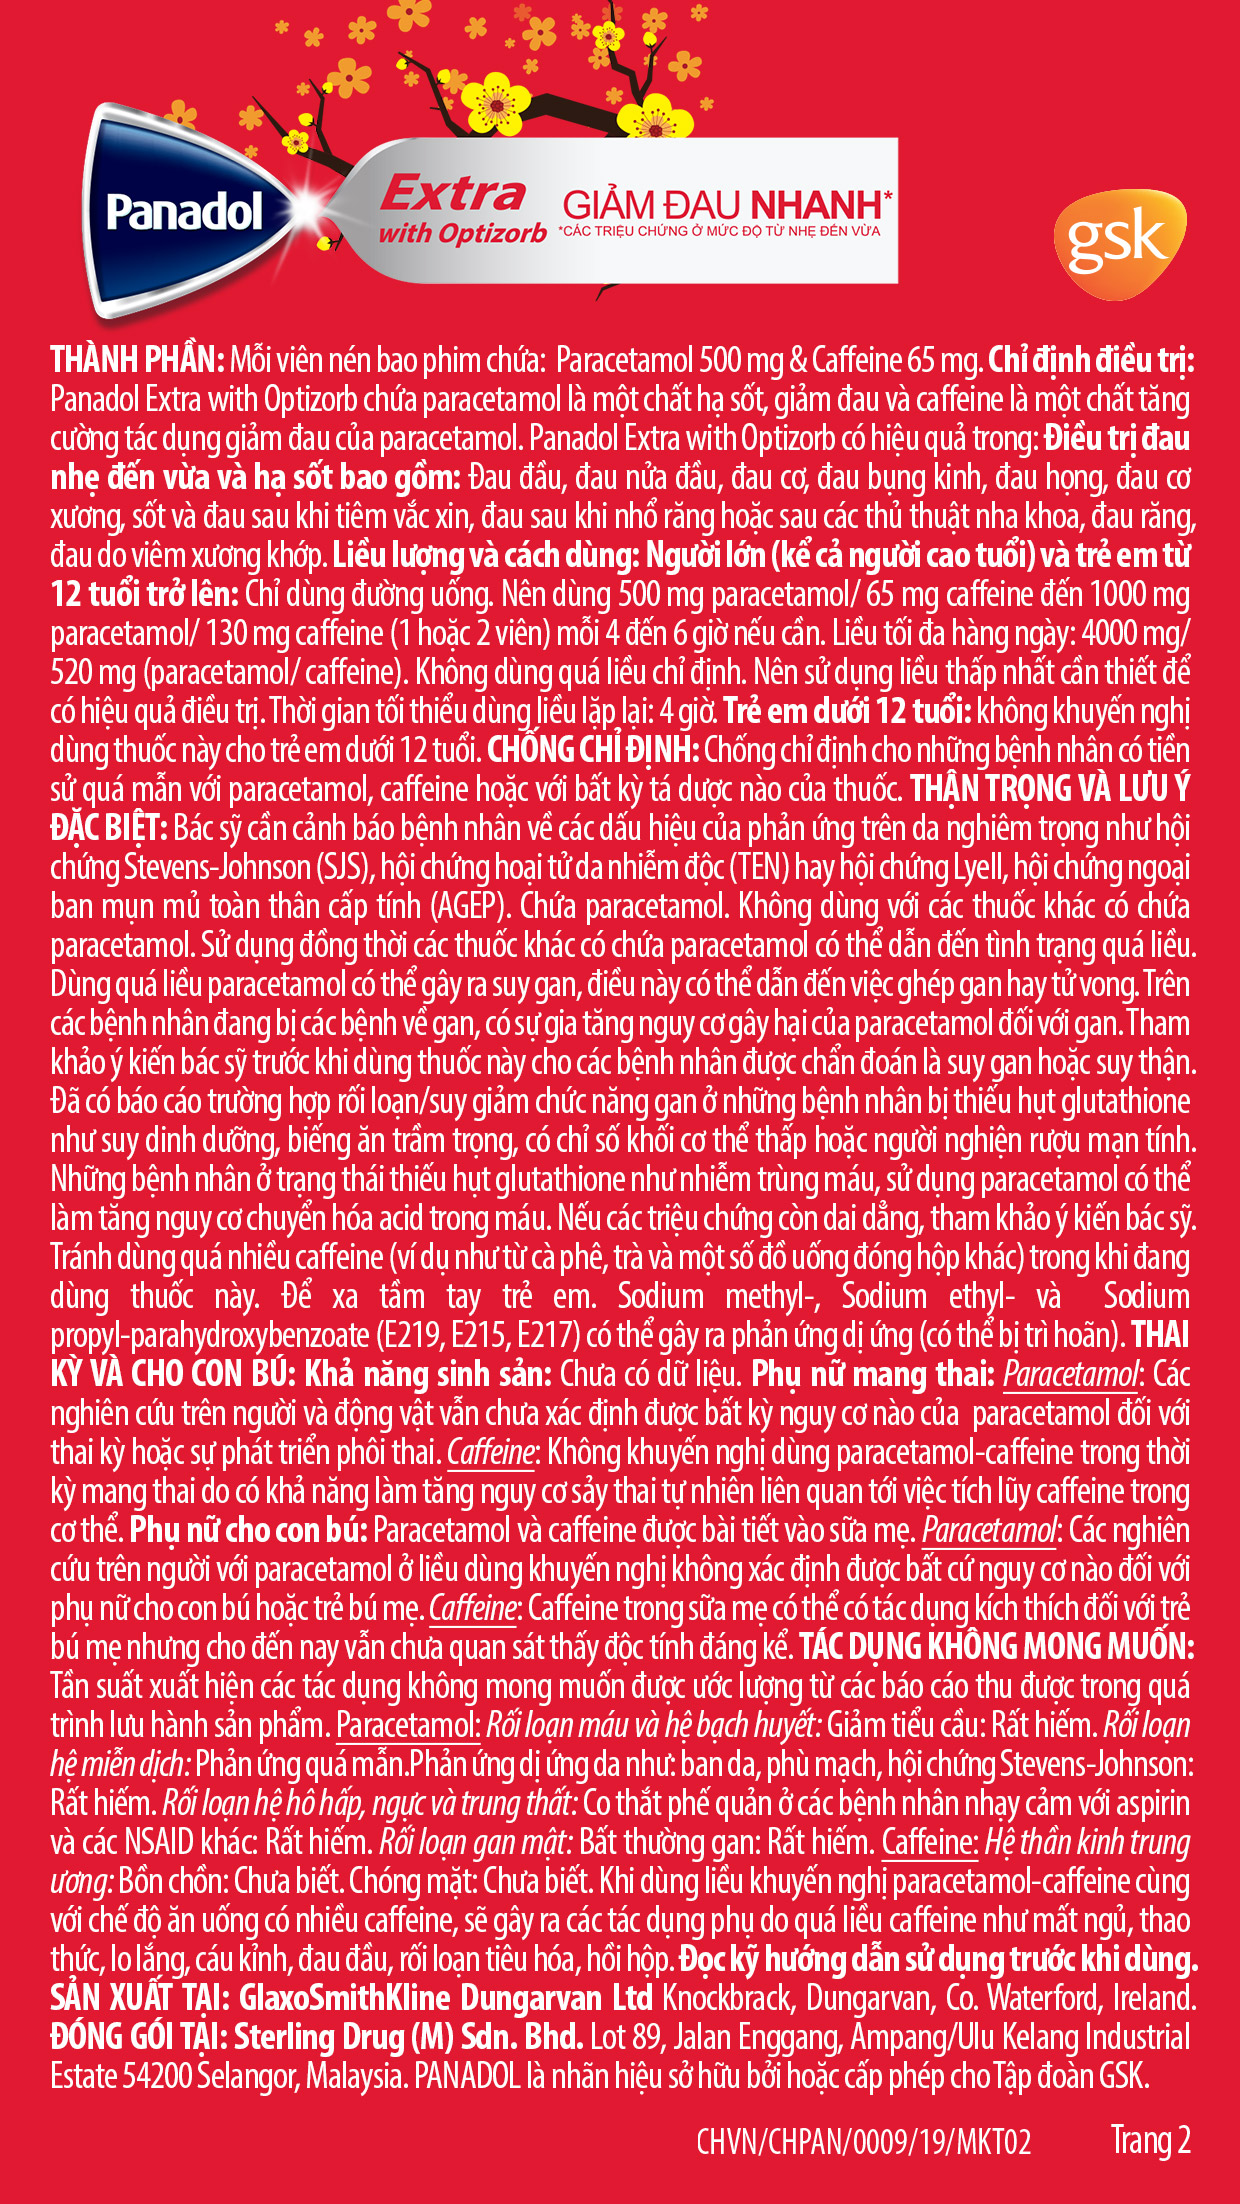 Panadol
Extra
with Optizorb
GIẢM ĐAU NHANH*
*CÁC TRIỆU CHỨNG Ở MỨC ĐỘ TỪ NHẸ ĐẾN VỪA
gsk
THÀNH PHẦN: Mỗi viên nén bao phim chứa: Paracetamol 500 mg & Caffeine 65 mg. Chỉ định điều trị:
Panadol Extra with Optizorb chứa paracetamol là một chất hạ sốt, giảm đau và caffeine là một chất tăng
cường tác dụng giảm đau của paracetamol. Panadol Extra with Optizorb có hiệu quả trong: Điều trị đau
nhẹ đến vừa và hạ sốt bao gồm: Đau đầu, đau nửa đầu, đau cơ, đau bụng kinh, đau họng, đau cơ
xương, sốt và đau sau khi tiêm vắc xin, đau sau khi nhổ răng hoặc sau các thủ thuật nha khoa, đau răng,
đau do viêm xương khớp. Liều lượng và cách dùng: Người lớn (kể cả người cao tuổi) và trẻ em từ
12 tuổi trở lên: Chỉ dùng đường uống. Nên dùng 500 mg paracetamol/ 65 mg caffeine đến 1000 mg
paracetamol/ 130 mg caffeine (1 hoặc 2 viên) mỗi 4 đến 6 giờ nếu cần. Liều tối đa hàng ngày: 4000 mg/
520 mg (paracetamol/ caffeine). Không dùng quá liều chỉ định. Nên sử dụng liều thấp nhất cần thiết để
có hiệu quả điều trị. Thời gian tối thiểu dùng liều lặp lại: 4 giờ. Trẻ em dưới 12 tuổi: không khuyến nghị
dùng thuốc này cho trẻ em dưới 12 tuổi. CHỐNG CHỈ ĐỊNH: Chống chỉ định cho những bệnh nhân có tiền
sử quá mẫn với paracetamol, caffeine hoặc với bất kỳ tá dược nào của thuốc. THẬN TRỌNG VÀ LƯU Ý
ĐẶC BIỆT: Bác sỹ cần cảnh báo bệnh nhân về các dấu hiệu của phản ứng trên da nghiêm trọng như hội
chứng Stevens-Johnson (SJS), hội chứng hoại tử da nhiễm độc (TEN) hay hội chứng Lyell, hội chứng ngoại
ban mụn mủ toàn thân cấp tính (AGEP). Chứa paracetamol. Không dùng với các thuốc khác có chứa
paracetamol. Sử dụng đồng thời các thuốc khác có chứa paracetamol có thể dẫn đến tình trạng quá liều.
Dùng quá liều paracetamol có thể gây ra suy gan, điều này có thể dẫn đến việc ghép gan hay tử vong. Trên
các bệnh nhân đang bị các bệnh về gan, có sự gia tăng nguy cơ gây hại của paracetamol đối với gan. Tham
khảo ý kiến bác sỹ trước khi dùng thuốc này cho các bệnh nhân được chẩn đoán là suy gan hoặc suy thận.
Đã có báo cáo trường hợp rối loạn/suy giảm chức năng gan ở những bệnh nhân bị thiếu hụt glutathione
như suy dinh dưỡng, biếng ăn trầm trọng, có chỉ số khối cơ thể thấp hoặc người nghiện rượu mạn tính.
Những bệnh nhân ở trạng thái thiếu hụt glutathione như nhiễm trùng máu, sử dụng paracetamol có thể
làm tăng nguy cơ chuyển hóa acid trong máu. Nếu các triệu chứng còn dai dẳng, tham khảo ý kiến bác sỹ.
Tránh dùng quá nhiều caffeine (ví dụ như từ cà phê, trà và một số đồ uống đóng hộp khác) trong khi đang
dùng thuốc này. Để xa tầm tay trẻ em. Sodium methyl-, Sodium ethyl- và Sodium
propyl-parahydroxybenzoate (E219, E215, E217) có thể gây ra phản ứng dị ứng (có thể bị trì hoãn). THAI
KỲ VÀ CHO CON BÚ: Khả năng sinh sản: Chưa có dữ liệu. Phụ nữ mang thai: Paracetamol: Các
nghiên cứu trên người và động vật vẫn chưa xác định được bất kỳ nguy cơ nào của paracetamol đối với
thai kỳ hoặc sự phát triển phôi thai. Caffeine: Không khuyến nghị dùng paracetamol-caffeine trong thời
kỳ mang thai do có khả năng làm tăng nguy cơ sảy thai tự nhiên liên quan tới việc tích lũy caffeine trong
cơ thể. Phụ nữ cho con bú: Paracetamol và caffeine được bài tiết vào sữa mẹ. Paracetamol: Các nghiên
cứu trên người với paracetamol ở liều dùng khuyến nghị không xác định được bất cứ nguy cơ nào đối với
phụ nữ cho con bú hoặc trẻ bú mẹ. Caffeine: Caffeine trong sữa mẹ có thể có tác dụng kích thích đối với trẻ
bú mẹ nhưng cho đến nay vẫn chưa quan sát thấy độc tính đáng kể. TÁC DỤNG KHÔNG MONG MUỐN:
Tần suất xuất hiện các tác dụng không mong muốn được ước lượng từ các báo cáo thu được trong quá
trình lưu hành sản phẩm. Paracetamol: Rối loạn máu và hệ bạch huyết: Giảm tiểu cầu: Rất hiếm. Rối loạn
hệ miễn dịch: Phản ứng quá mẫn.Phản ứng dị ứng da như: ban da, phù mạch, hội chứng Stevens-Johnson:
Rất hiếm. Rối loạn hệ hô hấp, ngực và trung thất: Co thắt phế quản ở các bệnh nhân nhạy cảm với aspirin
và các NSAID khác: Rất hiếm. Rối loạn gan mật: Bất thường gan: Rất hiếm. Caffeine: Hệ thần kinh trung
ương: Bồn chồn: Chưa biết. Chóng mặt: Chưa biết. Khi dùng liều khuyến nghị paracetamol-caffeine cùng
với chế độ ăn uống có nhiều caffeine, sẽ gây ra các tác dụng phụ do quá liều caffeine như mất ngủ, thao
thức, lo lắng, cáu kỉnh, đau đầu, rối loạn tiêu hóa, hồi hộp. Đọc kỹ hướng dẫn sử dụng trước khi dùng.
SẢN XUẤT TẠI: GlaxoSmithKline Dungarvan Ltd Knockbrack, Dungarvan, Co. Waterford, Ireland.
ĐÓNG GÓI TẠI: Sterling Drug (M) Sdn. Bhd. Lot 89, Jalan Enggang, Ampang/Ulu Kelang Industrial
Estate 54200 Selangor, Malaysia. PANADOL là nhãn hiệu sở hữu bởi hoặc cấp phép cho Tập đoàn GSK.
CHVN/CHPAN/0009/19/MKT02
Trang 2